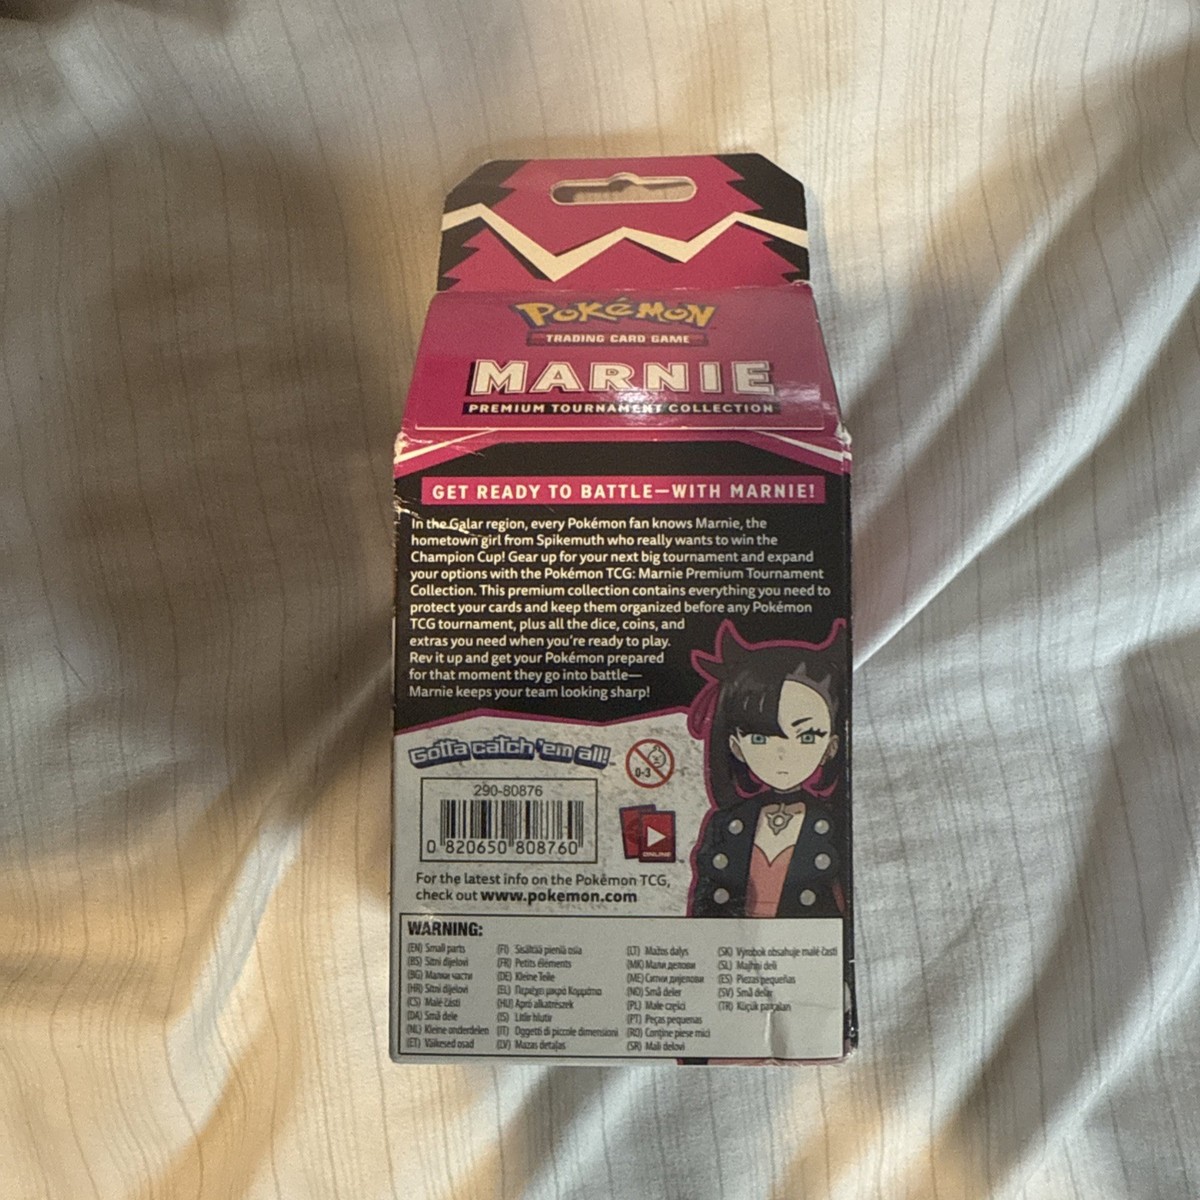 POKéMON
TRADING CARD GAME
MARNIE
PREMIUM TOURNAMENT COLLECTION
GET READY TO BATTLE—WITH MARNIE!
In the Galar region, every Pokémon fan knows Marnie, the
hometown girl from Spikemuth who really wants to win the
Champion Cup! Gear up for your next big tournament and expand
your options with the Pokémon TCG: Marnie Premium Tournament
Collection. This premium collection contains everything you need to
protect your cards and keep them organized before any Pokémon
TCG tournament, plus all the dice, coins, and
extras you need when you're ready to play.
Rev it up and get your Pokémon prepared
for that moment they go into battle—
Marnie keeps your team looking sharp!
Gotta catch 'em all!
0-3
290-80876
0 820650 808760
ONLINE
For the latest info on the Pokémon TCG,
check out www.pokemon.com
WARNING:
(EN) Small parts
(BS) Sitni dijelovi
(BG) Малки части
(HR) Sitni dijelovi
(CS) Malé části
(DA) Små dele
(NL) Kleine onderdelen
(ET) Väikesed osad
(FI) Sisältää pieniä osia
(FR) Petits éléments
(DE) Kleine Teile
(EL) Περιέχει μικρά Κομμάτια
(HU) Apró alkatrészek
(IS) Litlir hlutir
(IT) Oggetti di piccole dimensioni
(LV) Mazas detaļas
(LT) Mažos dalys
(MK) Мали делови
(ME) Ситни дијелови
(NO) Små deler
(PL) Małe części
(PT) Peças pequenas
(RO) Conţine piese mici
(SR) Mali delovi
(SK) Výrobok obsahuje malé časti
(SL) Majhni deli
(ES) Piezas pequeñas
(SV) Små delar
(TR) Küçük parçaları